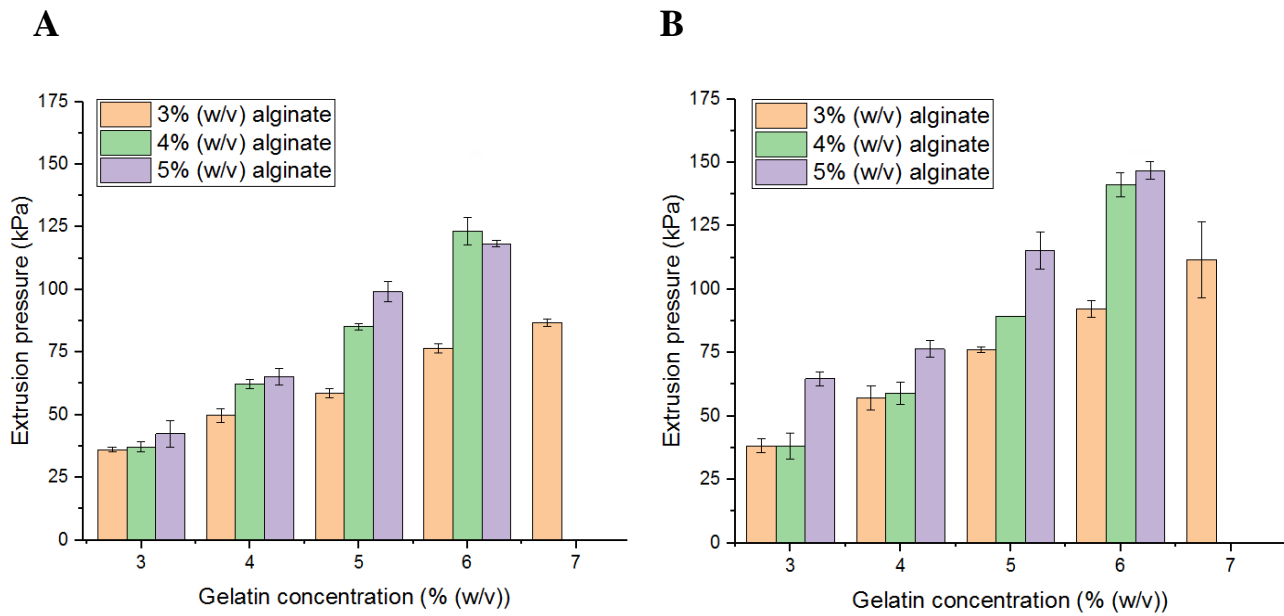 A
175
150
125
100
75
50
25
0
Extrusion pressure (kPa)
3% (w/v) alginate
4% (w/v) alginate
5% (w/v) alginate
3 4 5 6 7
Gelatin concentration (% (w/v))
B
175
150
125
100
75
50
25
0
Extrusion pressure (kPa)
3% (w/v) alginate
4% (w/v) alginate
5% (w/v) alginate
3 4 5 6 7
Gelatin concentration (% (w/v))